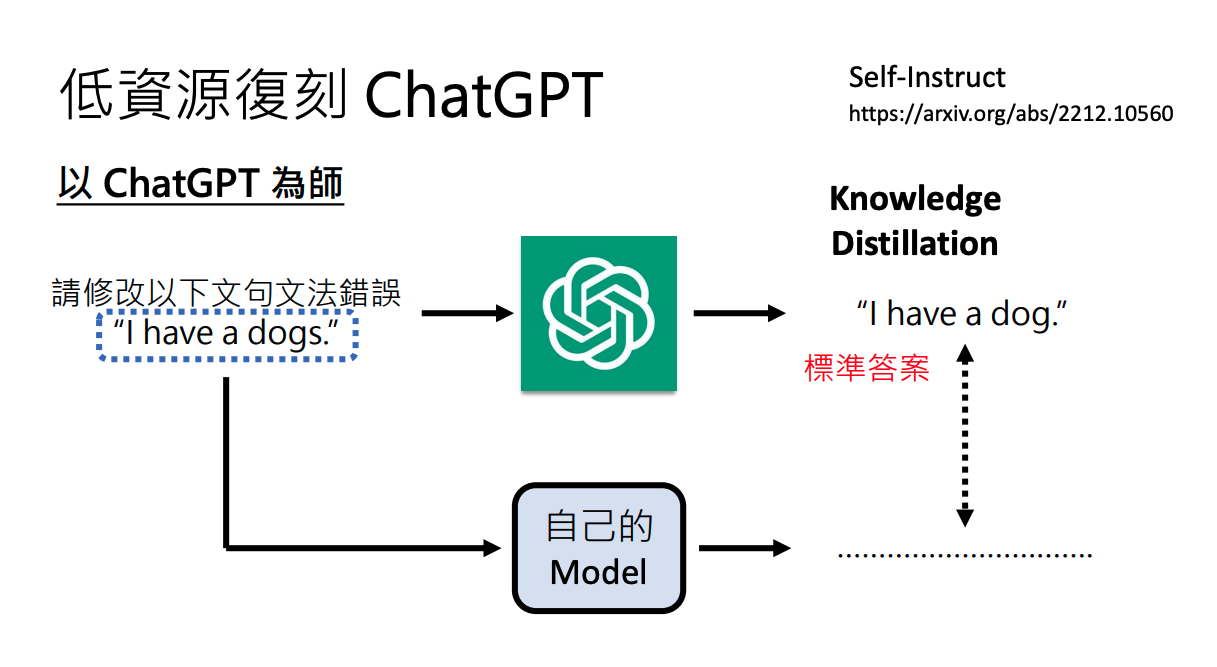 低資源復刻 ChatGPT
Self-Instruct
https://arxiv.org/abs/2212.10560
以 ChatGPT 為師
Knowledge
Distillation
請修改以下文句文法錯誤
“I have a dogs.”
“I have a dog.”
標準答案
自己的
Model
..............................